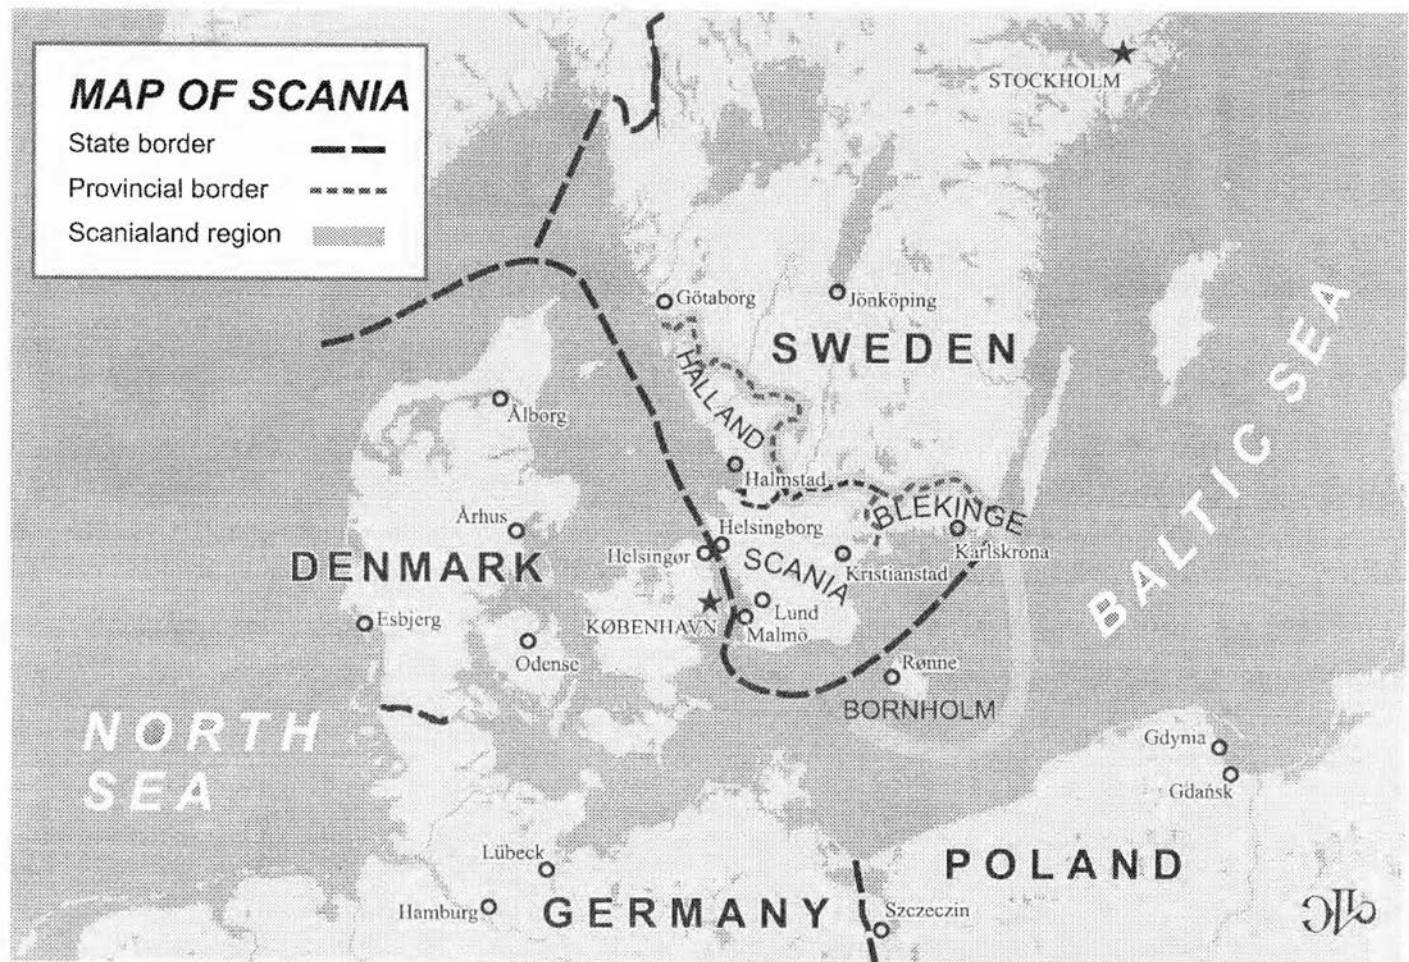 MAP OF SCANIA
State border
Provincial border
Scanialand region
STOCKHOLM
Götaborg
Jönköping
SWEDEN
HALLAND
Ålborg
Halmstad
BLEKINGE
Århus
Helsingborg
Karlskrona
Helsingør
SCANIA
Kristianstad
DENMARK
BALTIC SEA
Esbjerg
KØBENHAVN
Lund
Malmö
Odense
Rønne
BORNHOLM
NORTH
SEA
Gdynia
Gdańsk
Lübeck
POLAND
Hamburg
GERMANY
Szczeczin